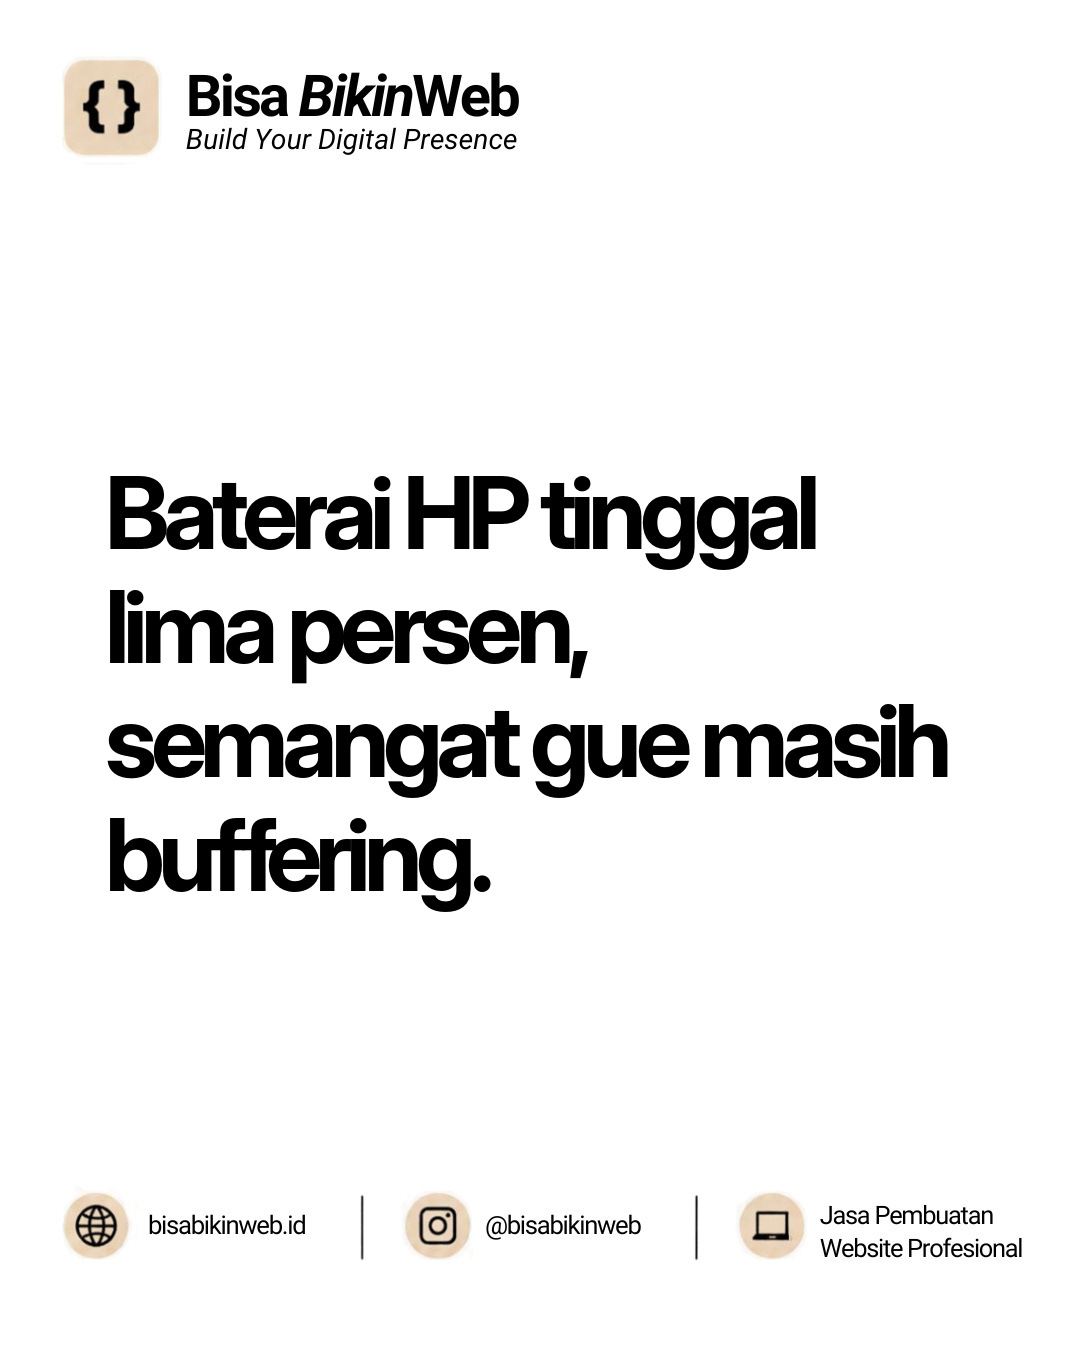 { }
Bisa BikinWeb
Build Your Digital Presence
Baterai HP tinggal
lima persen,
semangat gue masih
buffering.
bisabikinweb.id
@bisabikinweb
Jasa Pembuatan
Website Profesional